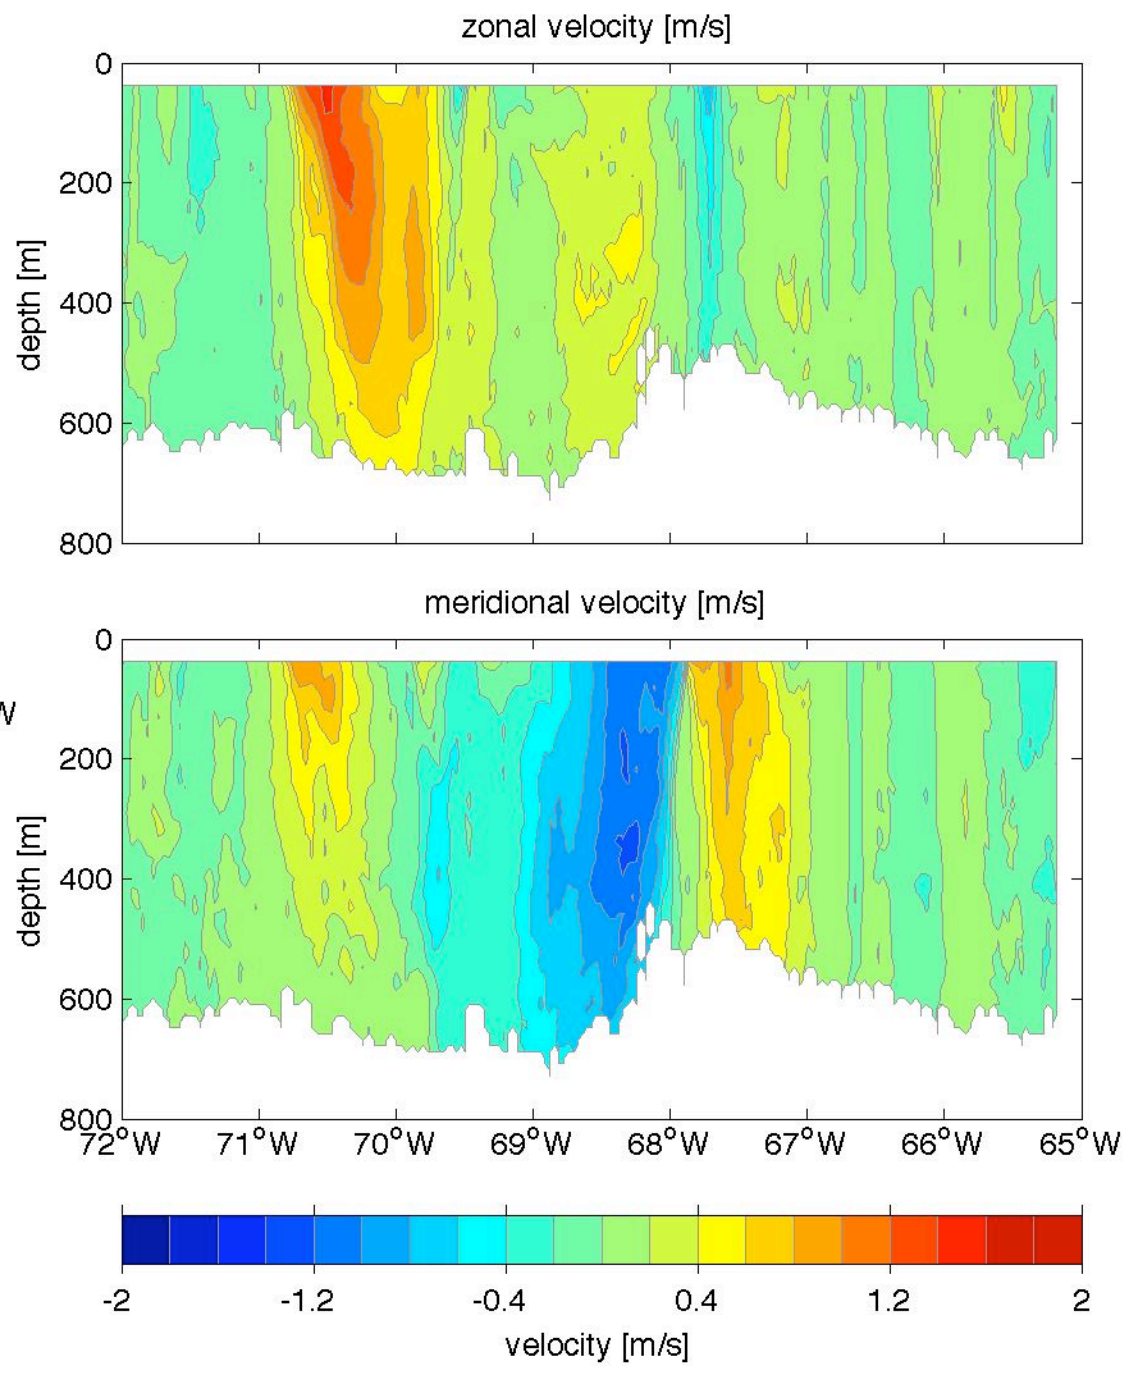 zonal velocity [m/s]
0
200
400
600
800
depth [m]
meridional velocity [m/s]
0
W
200
400
600
800
depth [m]
72°W 71°W 70°W 69°W 68°W 67°W 66°W 65°W
-2 -1.2 -0.4 0.4 1.2 2
velocity [m/s]